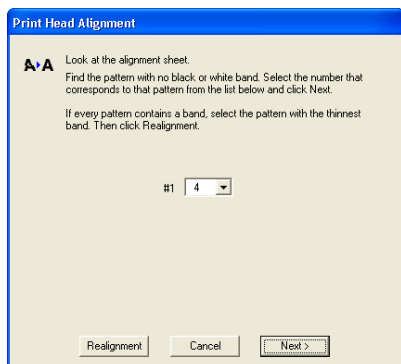 Print Head Alignment
A▸A
Look at the alignment sheet.
Find the pattern with no black or white band. Select the number that
corresponds to that pattern from the list below and click Next.
If every pattern contains a band, select the pattern with the thinnest
band. Then click Realignment.
#1 4
Realignment Cancel Next >